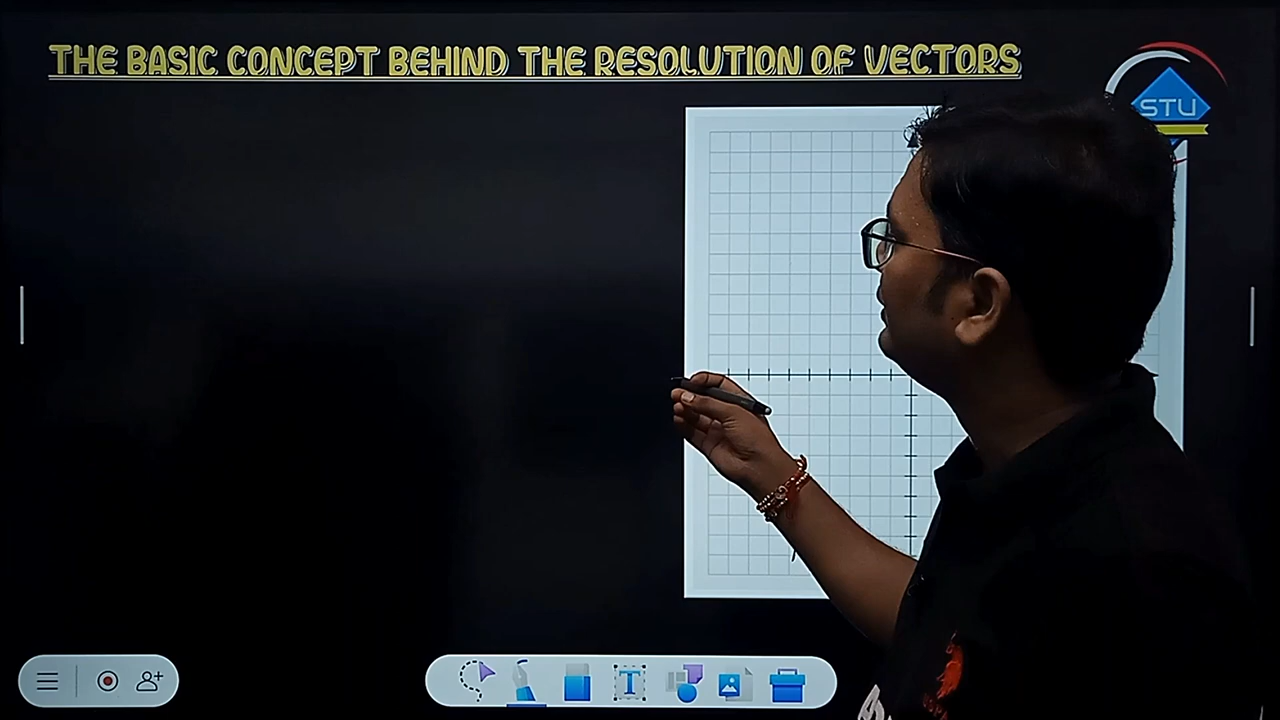 THE BASIC CONCEPT BEHIND THE RESOLUTION OF VECTORS
STU
T